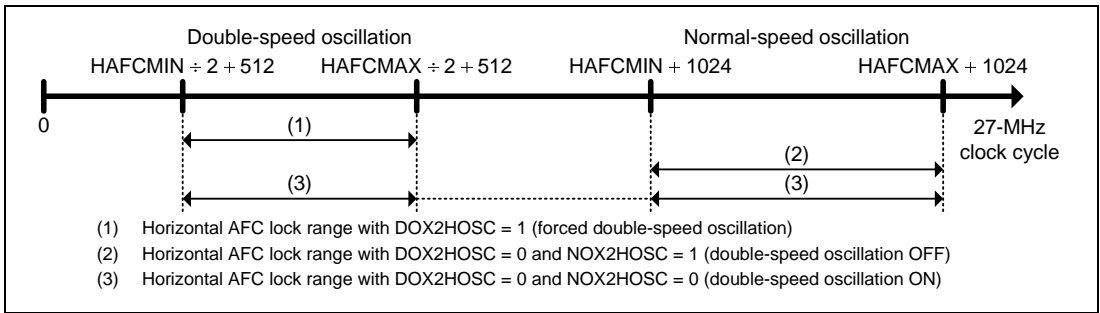 Double-speed oscillation Normal-speed oscillation
HAFCMIN ÷ 2 + 512 HAFCMAX ÷ 2 + 512 HAFCMIN + 1024 HAFCMAX + 1024
0
27-MHz
clock cycle
(1)
(2)
(3) (3)
(1) Horizontal AFC lock range with DOX2HOSC = 1 (forced double-speed oscillation)
(2) Horizontal AFC lock range with DOX2HOSC = 0 and NOX2HOSC = 1 (double-speed oscillation OFF)
(3) Horizontal AFC lock range with DOX2HOSC = 0 and NOX2HOSC = 0 (double-speed oscillation ON)